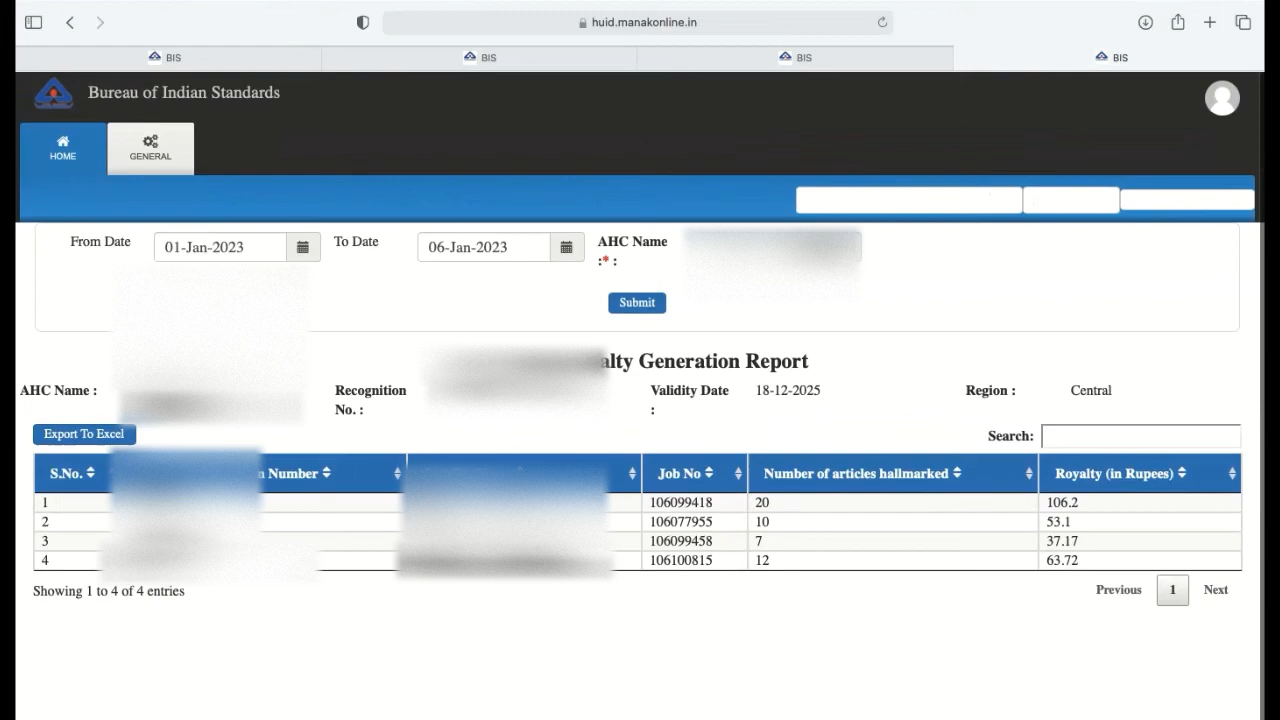 huid.manakonline.in
BIS BIS BIS BIS
Bureau of Indian Standards
HOME GENERAL
From Date 01-Jan-2023 To Date 06-Jan-2023 AHC Name
:* :
Submit
alty Generation Report
AHC Name : Recognition Validity Date 18-12-2025 Region : Central
No. : :
Export To Excel Search:
S.No. n Number Job No Number of articles hallmarked Royalty (in Rupees)
1 106099418 20 106.2
2 106077955 10 53.1
3 106099458 7 37.17
4 106100815 12 63.72
Showing 1 to 4 of 4 entries Previous 1 Next